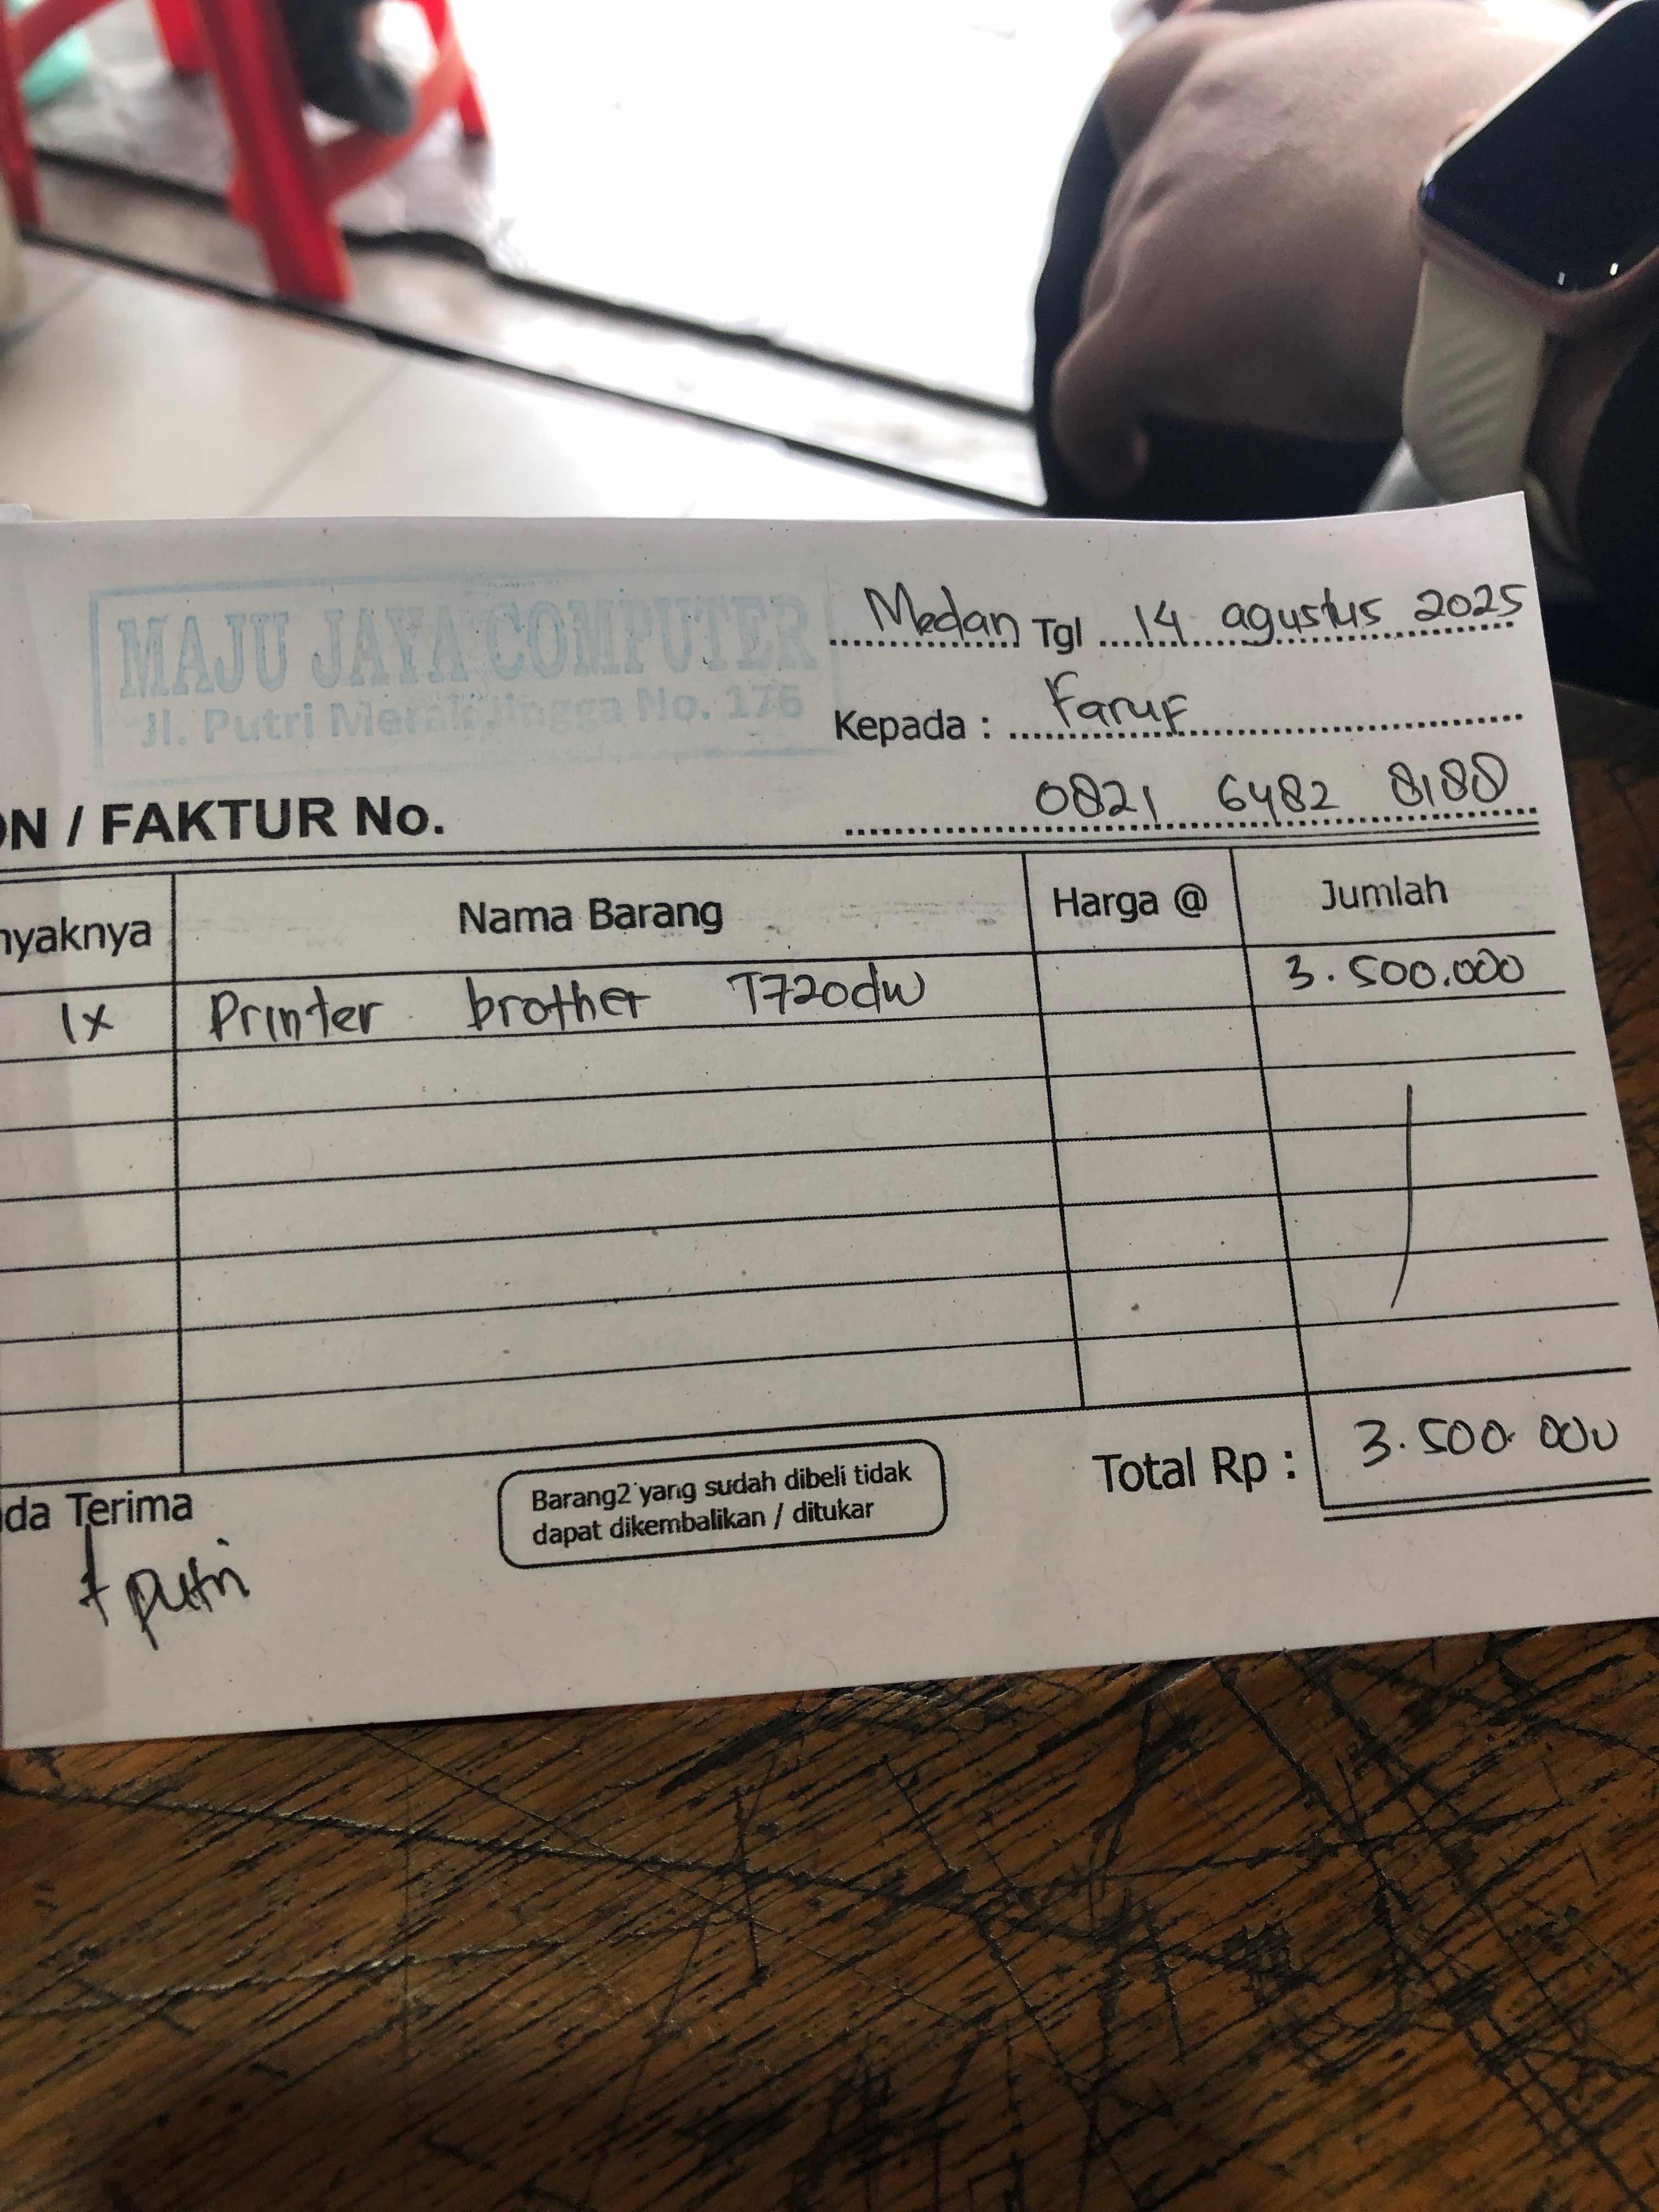 MAJU JAYA COMPUTER
Jl. Putri Merak Jingga No. 176
Medan Tgl 14 agustus 2025
Kepada : Faruf
0821 6482 8188
ON / FAKTUR No.
nyaknya Nama Barang Harga @ Jumlah
1x Printer brother T720dw 3.500.000
Total Rp : 3.500.000
da Terima
Barang2 yang sudah dibeli tidak
dapat dikembalikan / ditukar
putri